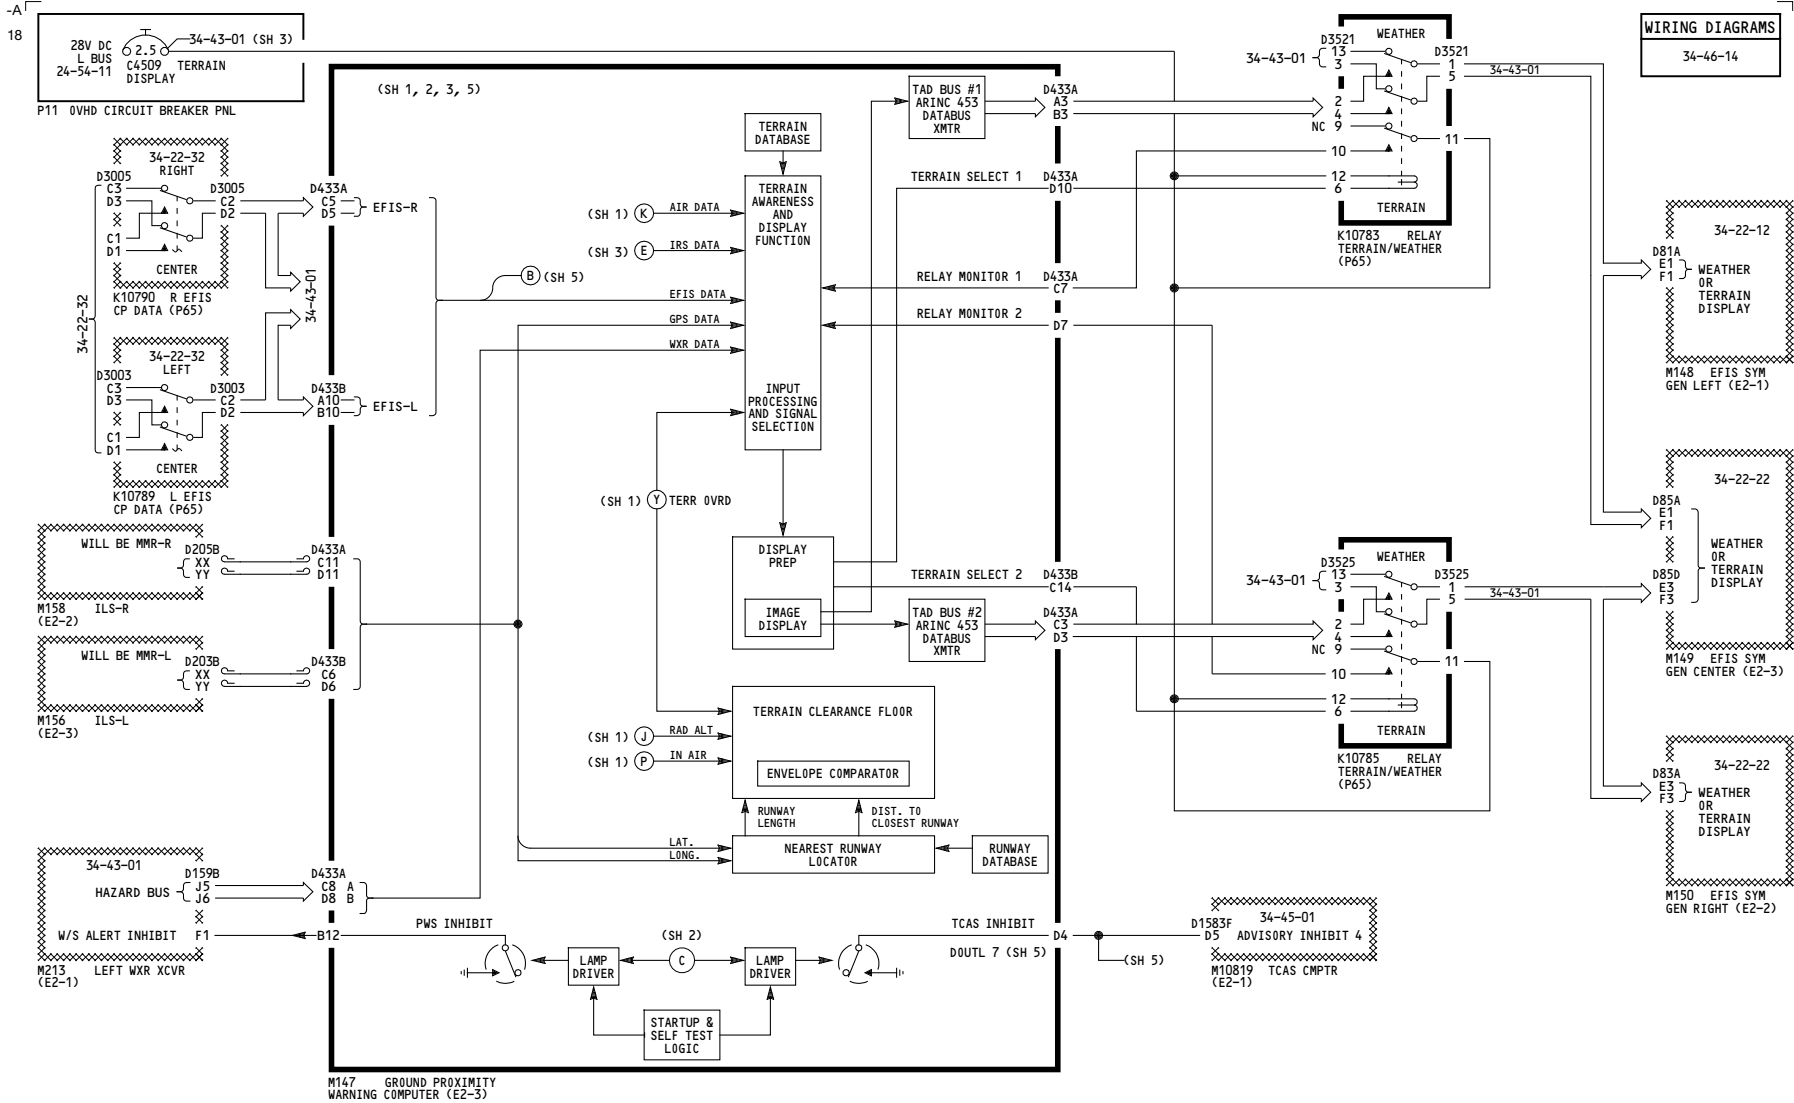 -A
18
28V DC
L BUS
24-54-11
2.5
C4509 TERRAIN
DISPLAY
34-43-01 (SH 3)
P11 0VHD CIRCUIT BREAKER PNL
WIRING DIAGRAMS
34-46-14
34-22-32
34-22-32
RIGHT
D3005
C3
D3
C1
D1
CENTER
D3005
C2
D2
K10790 R EFIS
CP DATA (P65)
34-22-32
LEFT
D3003
C3
D3
C1
D1
CENTER
D3003
C2
D2
K10789 L EFIS
CP DATA (P65)
34-43-01
D433A
C5
D5
EFIS-R
D433B
A10
B10
EFIS-L
WILL BE MMR-R
D205B
XX
YY
M158 ILS-R
(E2-2)
D433A
C11
D11
WILL BE MMR-L
D203B
XX
YY
M156 ILS-L
(E2-3)
D433B
C6
D6
34-43-01
HAZARD BUS
D159B
J5
J6
W/S ALERT INHIBIT F1
M213 LEFT WXR XCVR
(E2-1)
D433A
C8 A
D8 B
B12
PWS INHIBIT
(SH 1, 2, 3, 5)
B (SH 5)
TERRAIN
DATABASE
TERRAIN
AWARENESS
AND
DISPLAY
FUNCTION
INPUT
PROCESSING
AND SIGNAL
SELECTION
(SH 1) K AIR DATA
(SH 3) E IRS DATA
EFIS DATA
GPS DATA
WXR DATA
(SH 1) Y TERR 0VRD
DISPLAY
PREP
IMAGE
DISPLAY
TERRAIN CLEARANCE FLOOR
ENVELOPE COMPARATOR
(SH 1) J RAD ALT
(SH 1) P IN AIR
RUNWAY
LENGTH
DIST. TO
CLOSEST RUNWAY
LAT.
LONG.
NEAREST RUNWAY
LOCATOR
RUNWAY
DATABASE
(SH 2)
C
LAMP
DRIVER
LAMP
DRIVER
STARTUP &
SELF TEST
LOGIC
TCAS INHIBIT
D4
DOUTL 7 (SH 5)
(SH 5)
M147 GROUND PROXIMITY
WARNING COMPUTER (E2-3)
TAD BUS #1
ARINC 453
DATABUS
XMTR
D433A
A3
B3
TERRAIN SELECT 1
D433A
D10
RELAY MONITOR 1
D433A
C7
RELAY MONITOR 2
D7
TERRAIN SELECT 2
D433B
C14
TAD BUS #2
ARINC 453
DATABUS
XMTR
D433A
C3
D3
34-43-01
D3521
13
3
2
4
NC 9
10
12
6
WEATHER
TERRAIN
D3521
1
5
11
34-43-01
K10783 RELAY
TERRAIN/WEATHER
(P65)
34-43-01
D3525
13
3
2
4
NC 9
10
12
6
WEATHER
TERRAIN
D3525
1
5
11
34-43-01
K10785 RELAY
TERRAIN/WEATHER
(P65)
34-22-12
D81A
E1
F1
WEATHER
OR
TERRAIN
DISPLAY
M148 EFIS SYM
GEN LEFT (E2-1)
34-22-22
D85A
E1
F1
D85D
E3
F3
WEATHER
OR
TERRAIN
DISPLAY
M149 EFIS SYM
GEN CENTER (E2-3)
34-22-22
D83A
E3
F3
WEATHER
OR
TERRAIN
DISPLAY
M150 EFIS SYM
GEN RIGHT (E2-2)
D1583F
D5
34-45-01
ADVISORY INHIBIT 4
M10819 TCAS CMPTR
(E2-1)